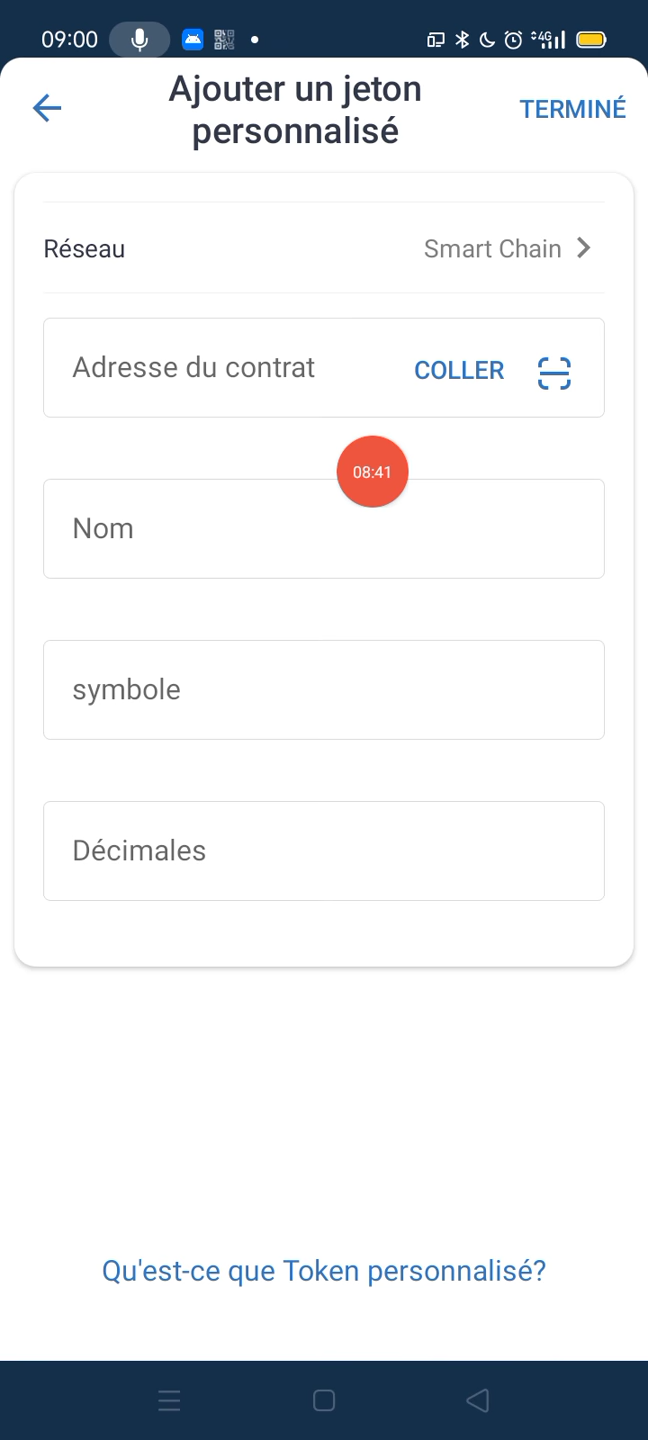 09:00
4G
Ajouter un jeton
personnalisé
TERMINÉ
Réseau
Smart Chain
Adresse du contrat
COLLER
08:41
Nom
symbole
Décimales
Qu'est-ce que Token personnalisé?